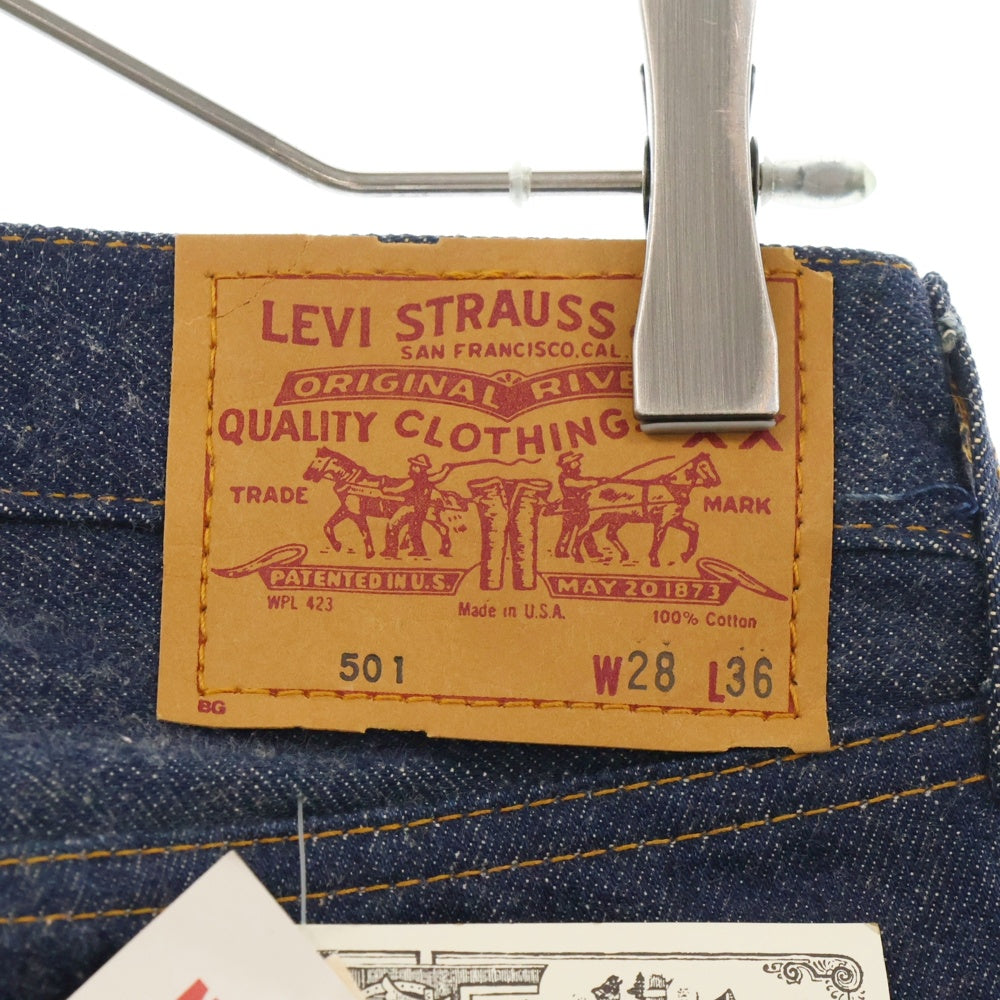 LEVI STRAUSS
SAN FRANCISCO, CAL.
ORIGINAL RIVE
QUALITY CLOTHING XX
TRADE MARK
PATENTED IN U.S. MAY 20 1873
WPL 423 Made in U.S.A. 100% Cotton
501 W28 L36
BG